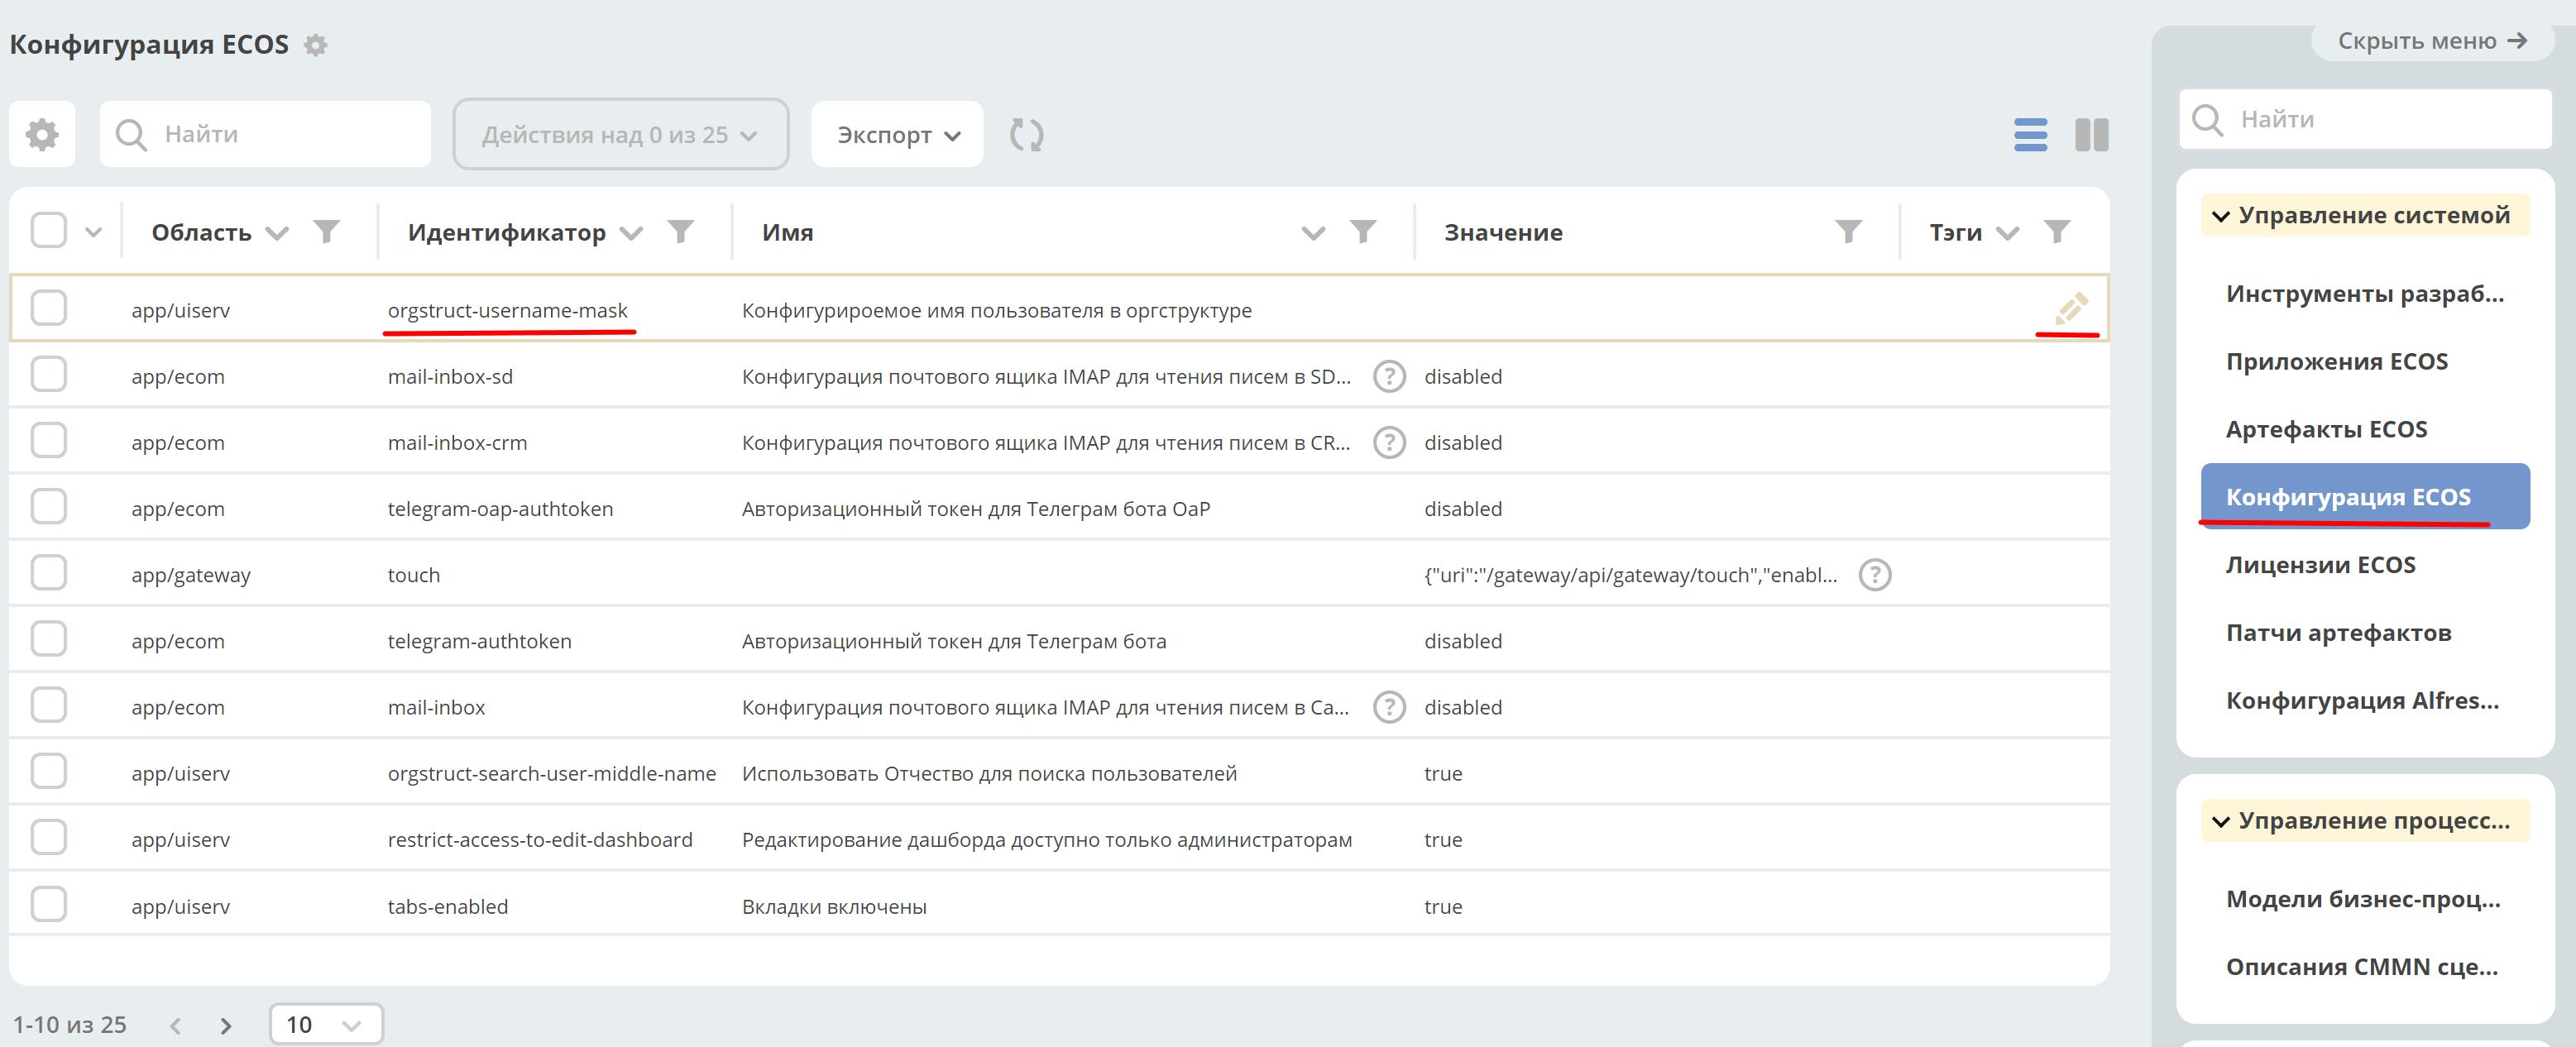 Конфигурация ECOS
Скрыть меню
Найти
Действия над 0 из 25
Экспорт
Область
Идентификатор
Имя
Значение
Тэги
app/uiserv orgstruct-username-mask Конфигурироемое имя пользователя в оргструктуре
app/ecom mail-inbox-sd Конфигурация почтового ящика IMAP для чтения писем в SD... ? disabled
app/ecom mail-inbox-crm Конфигурация почтового ящика IMAP для чтения писем в CR... ? disabled
app/ecom telegram-oap-authtoken Авторизационный токен для Телеграм бота OaP disabled
app/gateway touch {"uri":"/gateway/api/gateway/touch","enabl... ?
app/ecom telegram-authtoken Авторизационный токен для Телеграм бота disabled
app/ecom mail-inbox Конфигурация почтового ящика IMAP для чтения писем в Ca... ? disabled
app/uiserv orgstruct-search-user-middle-name Использовать Отчество для поиска пользователей true
app/uiserv restrict-access-to-edit-dashboard Редактирование дашборда доступно только администраторам true
app/uiserv tabs-enabled Вкладки включены true
1-10 из 25
10
Найти
Управление системой
Инструменты разраб...
Приложения ECOS
Артефакты ECOS
Конфигурация ECOS
Лицензии ECOS
Патчи артефактов
Конфигурация Alfres...
Управление процесс...
Модели бизнес-проц...
Описания CMMN сце...